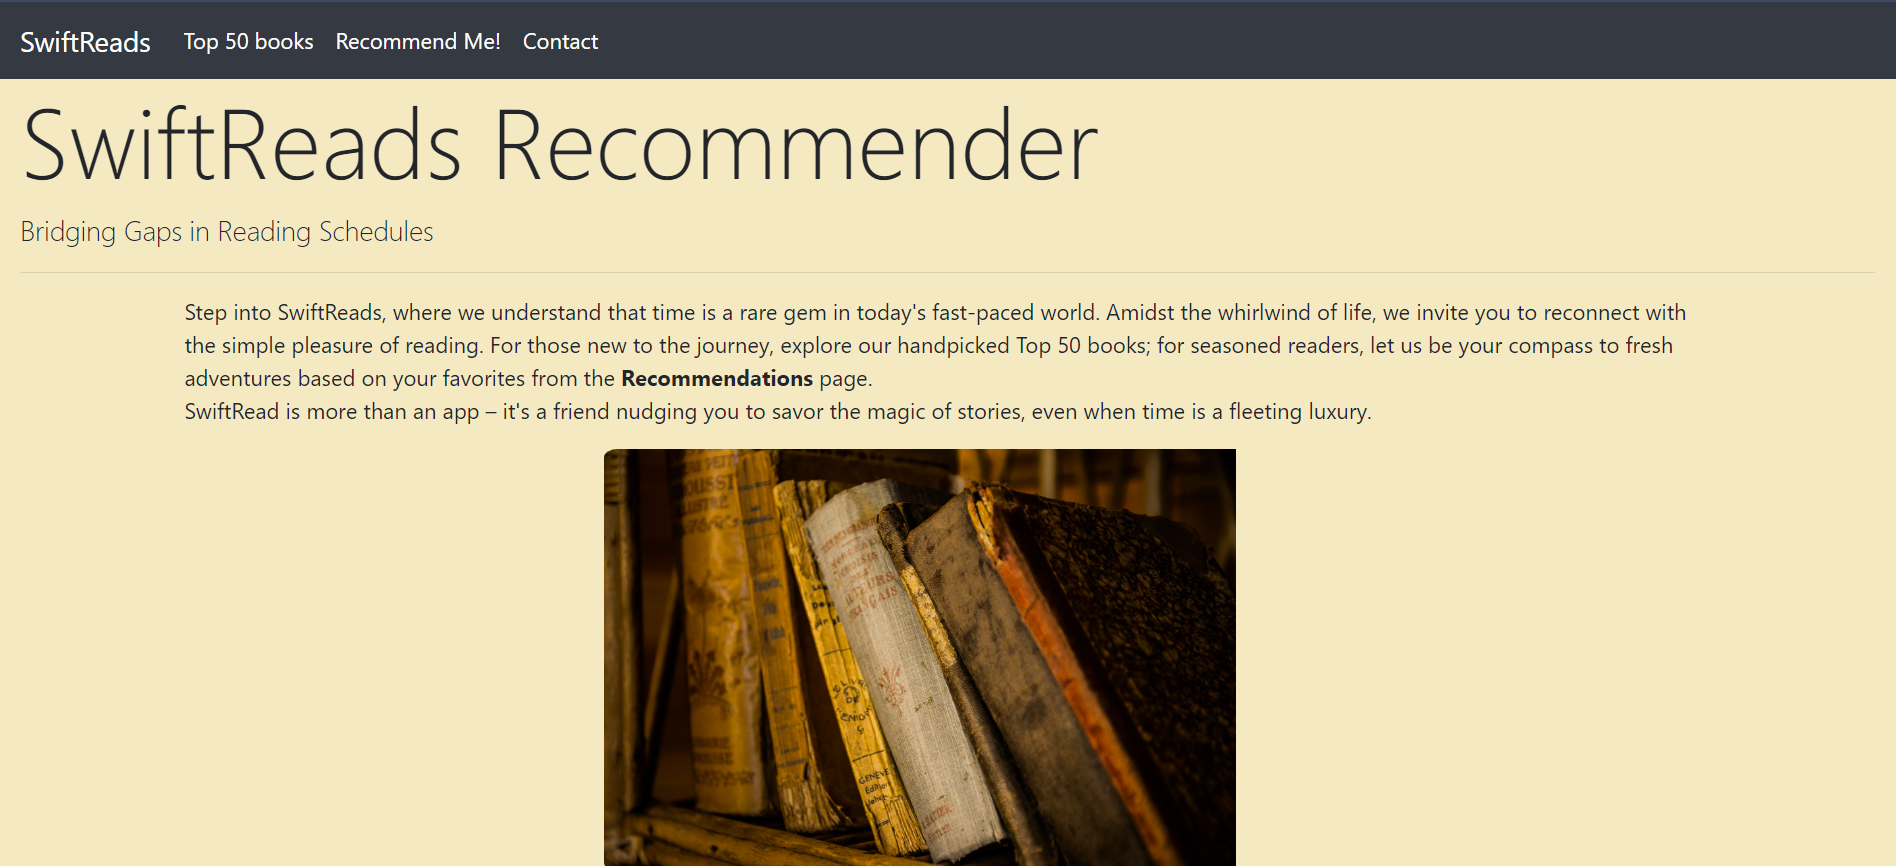 SwiftReads Top 50 books Recommend Me! Contact
SwiftReads Recommender
Bridging Gaps in Reading Schedules
Step into SwiftReads, where we understand that time is a rare gem in today's fast-paced world. Amidst the whirlwind of life, we invite you to reconnect with
the simple pleasure of reading. For those new to the journey, explore our handpicked Top 50 books; for seasoned readers, let us be your compass to fresh
adventures based on your favorites from the Recommendations page.
SwiftRead is more than an app – it's a friend nudging you to savor the magic of stories, even when time is a fleeting luxury.
FRANÇAIS
DE
GENÈVE